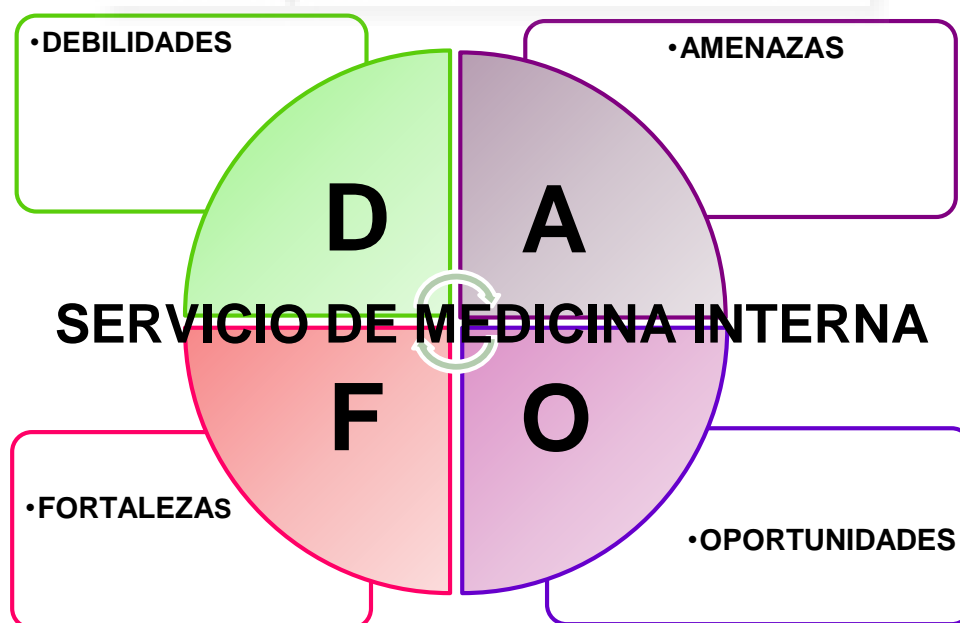 •DEBILIDADES
•AMENAZAS
D
A
SERVICIO DE MEDICINA INTERNA
F
O
•FORTALEZAS
•OPORTUNIDADES